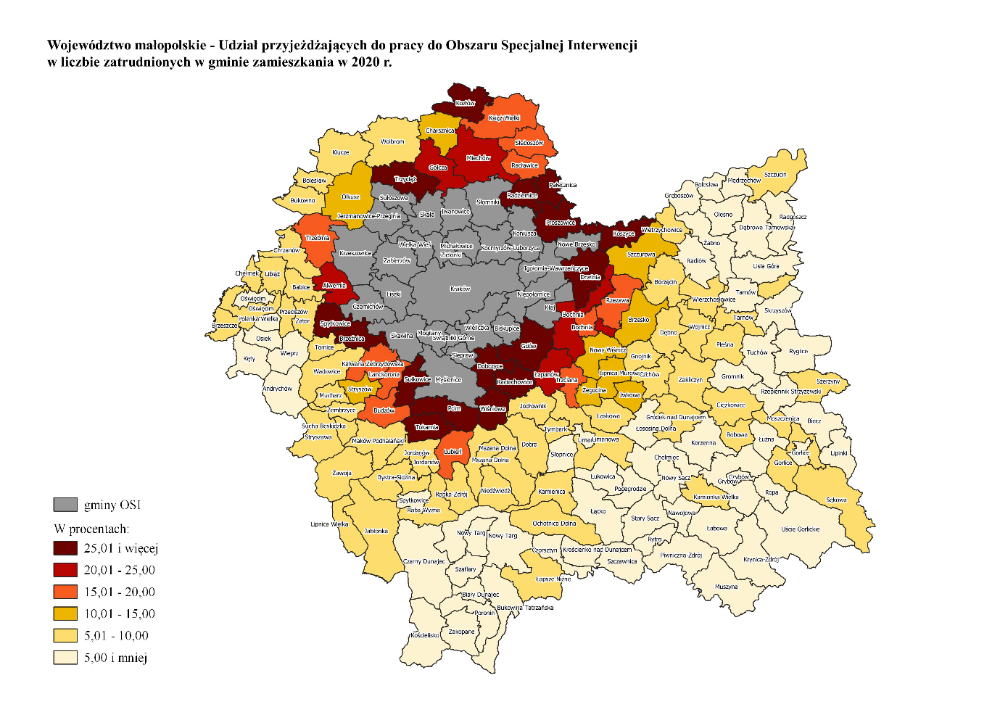 Województwo małopolskie - Udział przyjeżdżających do pracy do Obszaru Specjalnej Interwencji
w liczbie zatrudnionych w gminie zamieszkania w 2020 r.
Kozłów
Książ Wielki
Charsznica
Wolbrom
Słaboszów
Klucze
Miechów
Gołcza
Racławice
Szczucin
Trzyciąż
Bolesław
Mędrzechów
Bolesław
Pałecznica
Radziemice
Gręboszów
Olkusz
Sułoszowa
Bukowno
Słomniki
Iwanowice
Skała
Jerzmanowice-Przeginia
Olesno
Radgoszcz
Proszowice
Dąbrowa Tarnowska
Wietrzychowice
Koniusza
Koszyce
Trzebinia
Żabno
Nowe Brzesko
Wielka Wieś
Michałowice
Kocmyrzów-Luborzyca
Chrzanów
Krzeszowice
Zielonki
Szczurowa
Zabierzów
Radłów
Lisia Góra
Igołomia-Wawrzeńczyce
Chełmek
Libiąż
Drwinia
Borzęcin
Alwernia
Babice
Kraków
Tarnów
Liszki
Niepołomice
Oświęcim
Wierzchosławice
Rzezawa
Czernichów
Kłaj
Oświęcim
Przeciszów
Skrzyszów
Bochnia
Polanka Wielka
Zator
Tarnów
Brzesko
Spytkowice
Brzeszcze
Wieliczka
Biskupice
Bochnia
Wojnicz
Mogilany
Skawina
Świątniki Górne
Dębno
Osiek
Brzeźnica
Pleśna
Tomice
Gdów
Nowy Wiśnicz
Tuchów
Ryglice
Wieprz
Siepraw
Gnojnik
Kęty
Kalwaria Zebrzydowska
Dobczyce
Wadowice
Lanckorona
Łapanów
Lipnica Murowana
Czchów
Gromnik
Sułkowice
Myślenice
Trzciana
Zakliczyn
Raciechowice
Szerzyny
Andrychów
Stryszów
Żegocina
Rzepiennik Strzyżewski
Mucharz
Iwkowa
Jodłownik
Ciężkowice
Zembrzyce
Budzów
Pcim
Wiśniowa
Laskowa
Gródek nad Dunajcem
Moszczenica
Biecz
Sucha Beskidzka
Tokarnia
Tymbark
Łososina Dolna
Stryszawa
Bobowa
Maków Podhalański
Limanowa
Łużna
Dobra
Korzenna
Mszana Dolna
Jordanów
Lubień
Słopnice
Gorlice
Lipinki
Mszana Dolna
Chełmiec
Jordanów
Gorlice
Zawoja
Bystra-Sidzina
Łukowica
Nowy Sącz
Grybów
Grybów
Podegrodzie
Rabka-Zdrój
Niedźwiedź
Kamienica
Ropa
Spytkowice
Kamionka Wielka
Sękowa
Raba Wyżna
Łącko
Nawojowa
Lipnica Wielka
Ochotnica Dolna
Stary Sącz
Jabłonka
Łabowa
Uście Gorlickie
Nowy Targ
Nowy Targ
Rytro
Czorsztyn
Krościenko nad Dunajcem
Piwniczna-Zdrój
Czarny Dunajec
Szczawnica
Krynica-Zdrój
Szaflary
Łapsze Niżne
Muszyna
Biały Dunajec
Bukowina Tatrzańska
Poronin
Zakopane
Kościelisko
gminy OSI
W procentach:
25,01 i więcej
20,01 - 25,00
15,01 - 20,00
10,01 - 15,00
5,01 - 10,00
5,00 i mniej